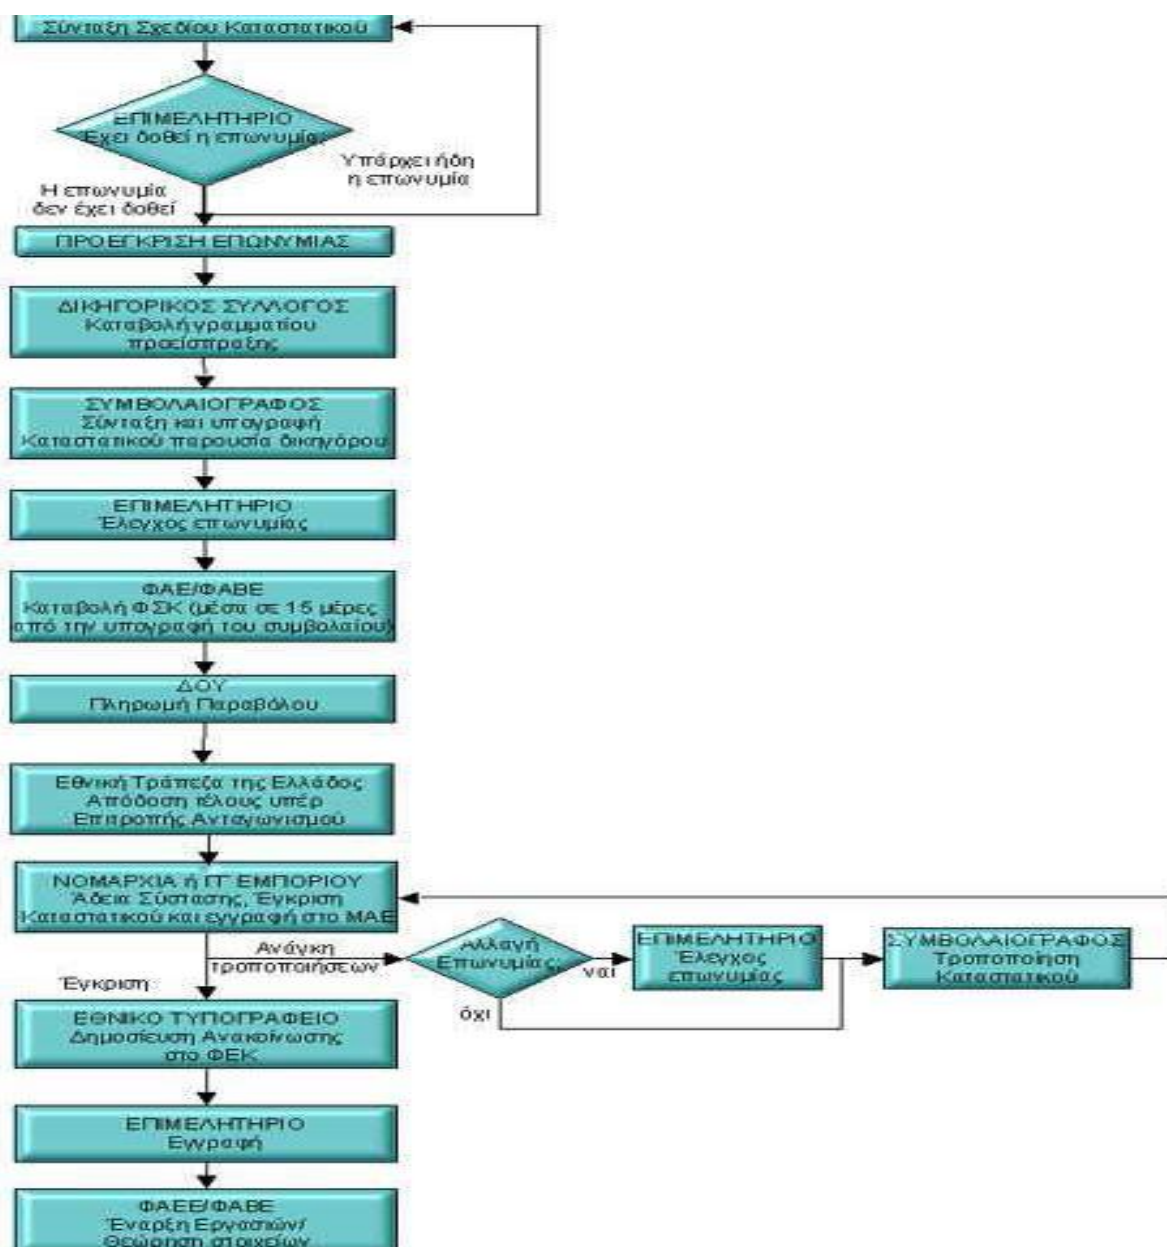 Σύνταξη Σχεδίου Καταστατικού
ΕΠΙΜΕΛΗΤΗΡΙΟ
Έχει δοθεί η επωνυμία;
Υπάρχει ήδη
η επωνυμία
Η επωνυμία
δεν έχει δοθεί
ΠΡΟΕΓΚΡΙΣΗ ΕΠΩΝΥΜΙΑΣ
ΔΙΚΗΓΟΡΙΚΟΣ ΣΥΛΛΟΓΟΣ
Καταβολή γραμματίου
προείσπραξης
ΣΥΜΒΟΛΑΙΟΓΡΑΦΟΣ
Σύνταξη και υπογραφή
Καταστατικού παρουσία δικηγόρου
ΕΠΙΜΕΛΗΤΗΡΙΟ
Έλεγχος επωνυμίας
ΦΑΕ/ΦΑΒΕ
Καταβολή ΦΣΚ (μέσα σε 15 μέρες
από την υπογραφή του συμβολαίου)
ΔΟΥ
Πληρωμή Παραβόλου
Εθνική Τράπεζα της Ελλάδος
Απόδοση τέλους υπέρ
Επιτροπής Ανταγωνισμού
ΝΟΜΑΡΧΙΑ ή ΓΓ ΕΜΠΟΡΙΟΥ
Άδεια Σύστασης, Έγκριση
Καταστατικού και εγγραφή στο ΜΑΕ
Ανάγκη
τροποποιήσεων
Αλλαγή
Επωνυμίας;
ναί
όχι
ΕΠΙΜΕΛΗΤΗΡΙΟ
Έλεγχος
επωνυμίας
ΣΥΜΒΟΛΑΙΟΓΡΑΦΟΣ
Τροποποίηση
Καταστατικού
Έγκριση
ΕΘΝΙΚΟ ΤΥΠΟΓΡΑΦΕΙΟ
Δημοσίευση Ανακοίνωσης
στο ΦΕΚ
ΕΠΙΜΕΛΗΤΗΡΙΟ
Εγγραφή
ΦΑΕΕ/ΦΑΒΕ
Έναρξη Εργασιών/
Θεώρηση στοιχείων